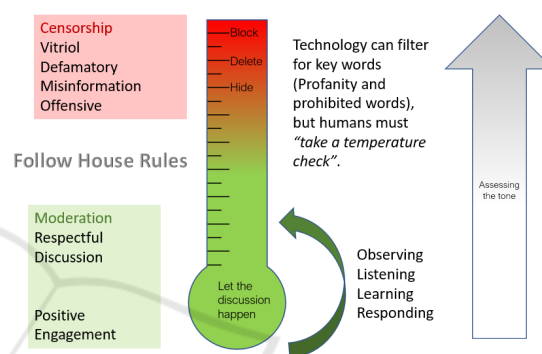 Censorship
Vitriol
Defamatory
Misinformation
Offensive
Follow House Rules
Moderation
Respectful
Discussion
Positive
Engagement
Block
Delete
Hide
Let the
discussion
happen
Technology can filter
for key words
(Profanity and
prohibited words),
but humans must
“take a temperature
check”.
Observing
Listening
Learning
Responding
Assessing
the tone